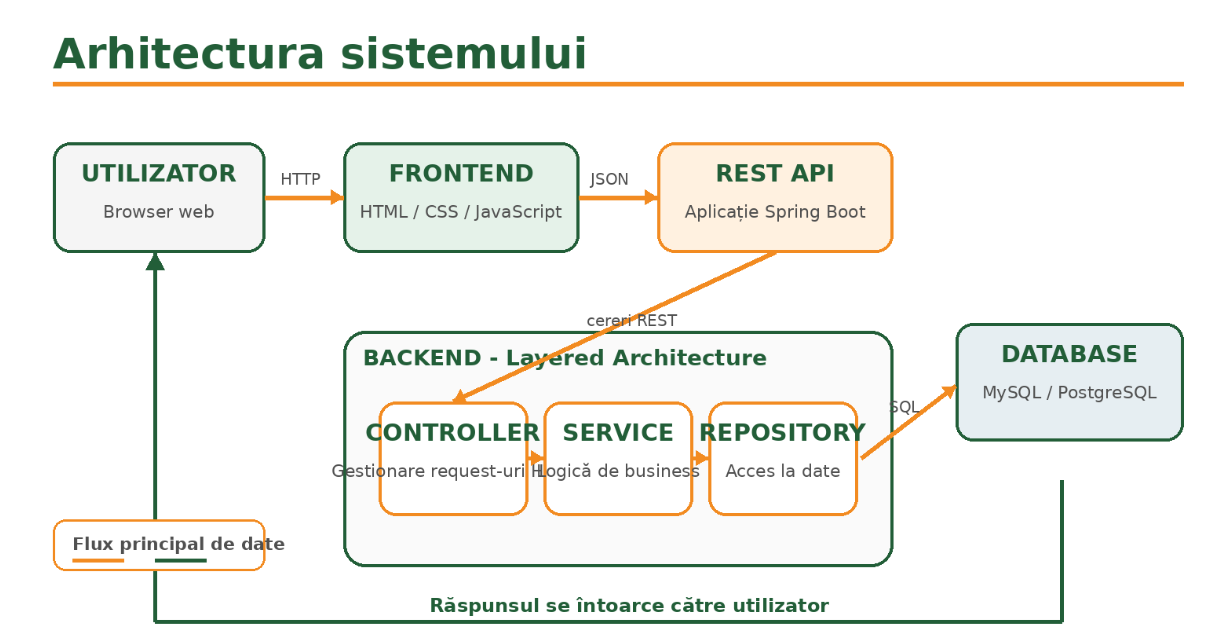 Arhitectura sistemului
UTILIZATOR
Browser web
HTTP
FRONTEND
HTML / CSS / JavaScript
JSON
REST API
Aplicație Spring Boot
cereri REST
BACKEND - Layered Architecture
CONTROLLER
Gestionare request-uri
SERVICE
Logică de business
REPOSITORY
Acces la date
SQL
DATABASE
MySQL / PostgreSQL
Flux principal de date
Răspunsul se întoarce către utilizator